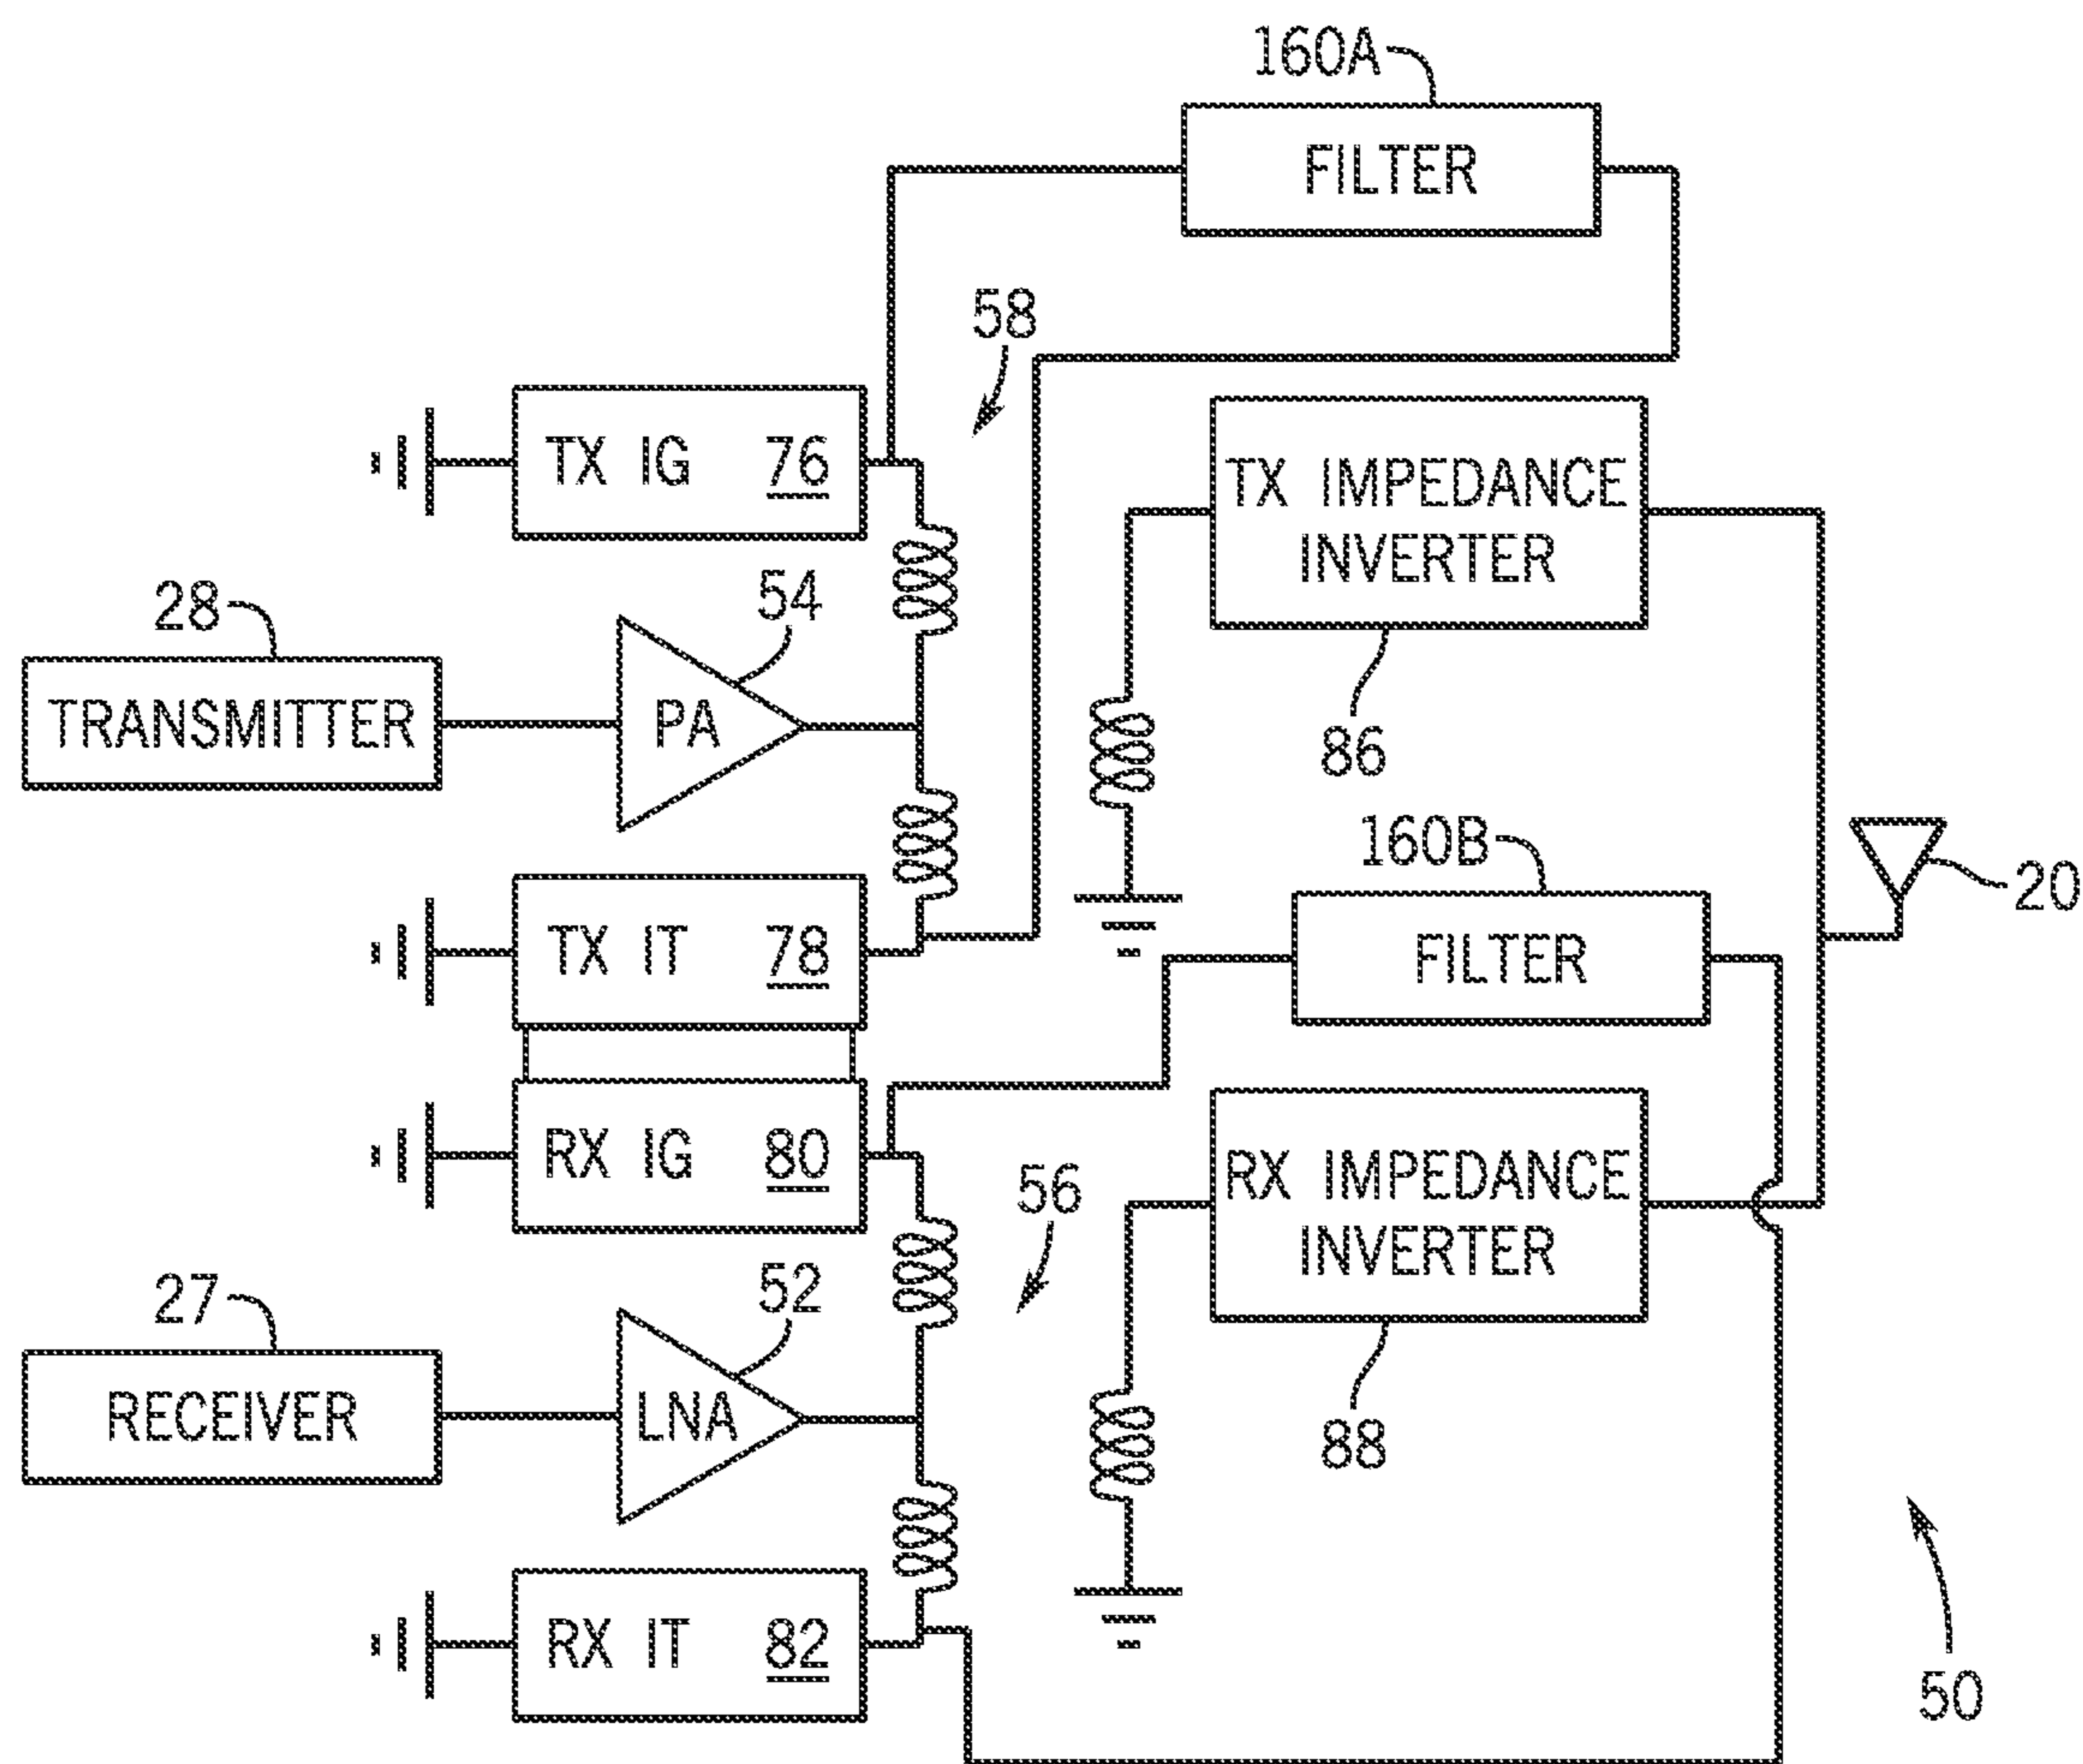 160A
FILTER
58
TX IG 76
TX IMPEDANCE
INVERTER
28
54
TRANSMITTER
PA
86
160B
20
TX IT 78
FILTER
RX IG 80
56
RX IMPEDANCE
INVERTER
27
52
RECEIVER
LNA
88
RX IT 82
50